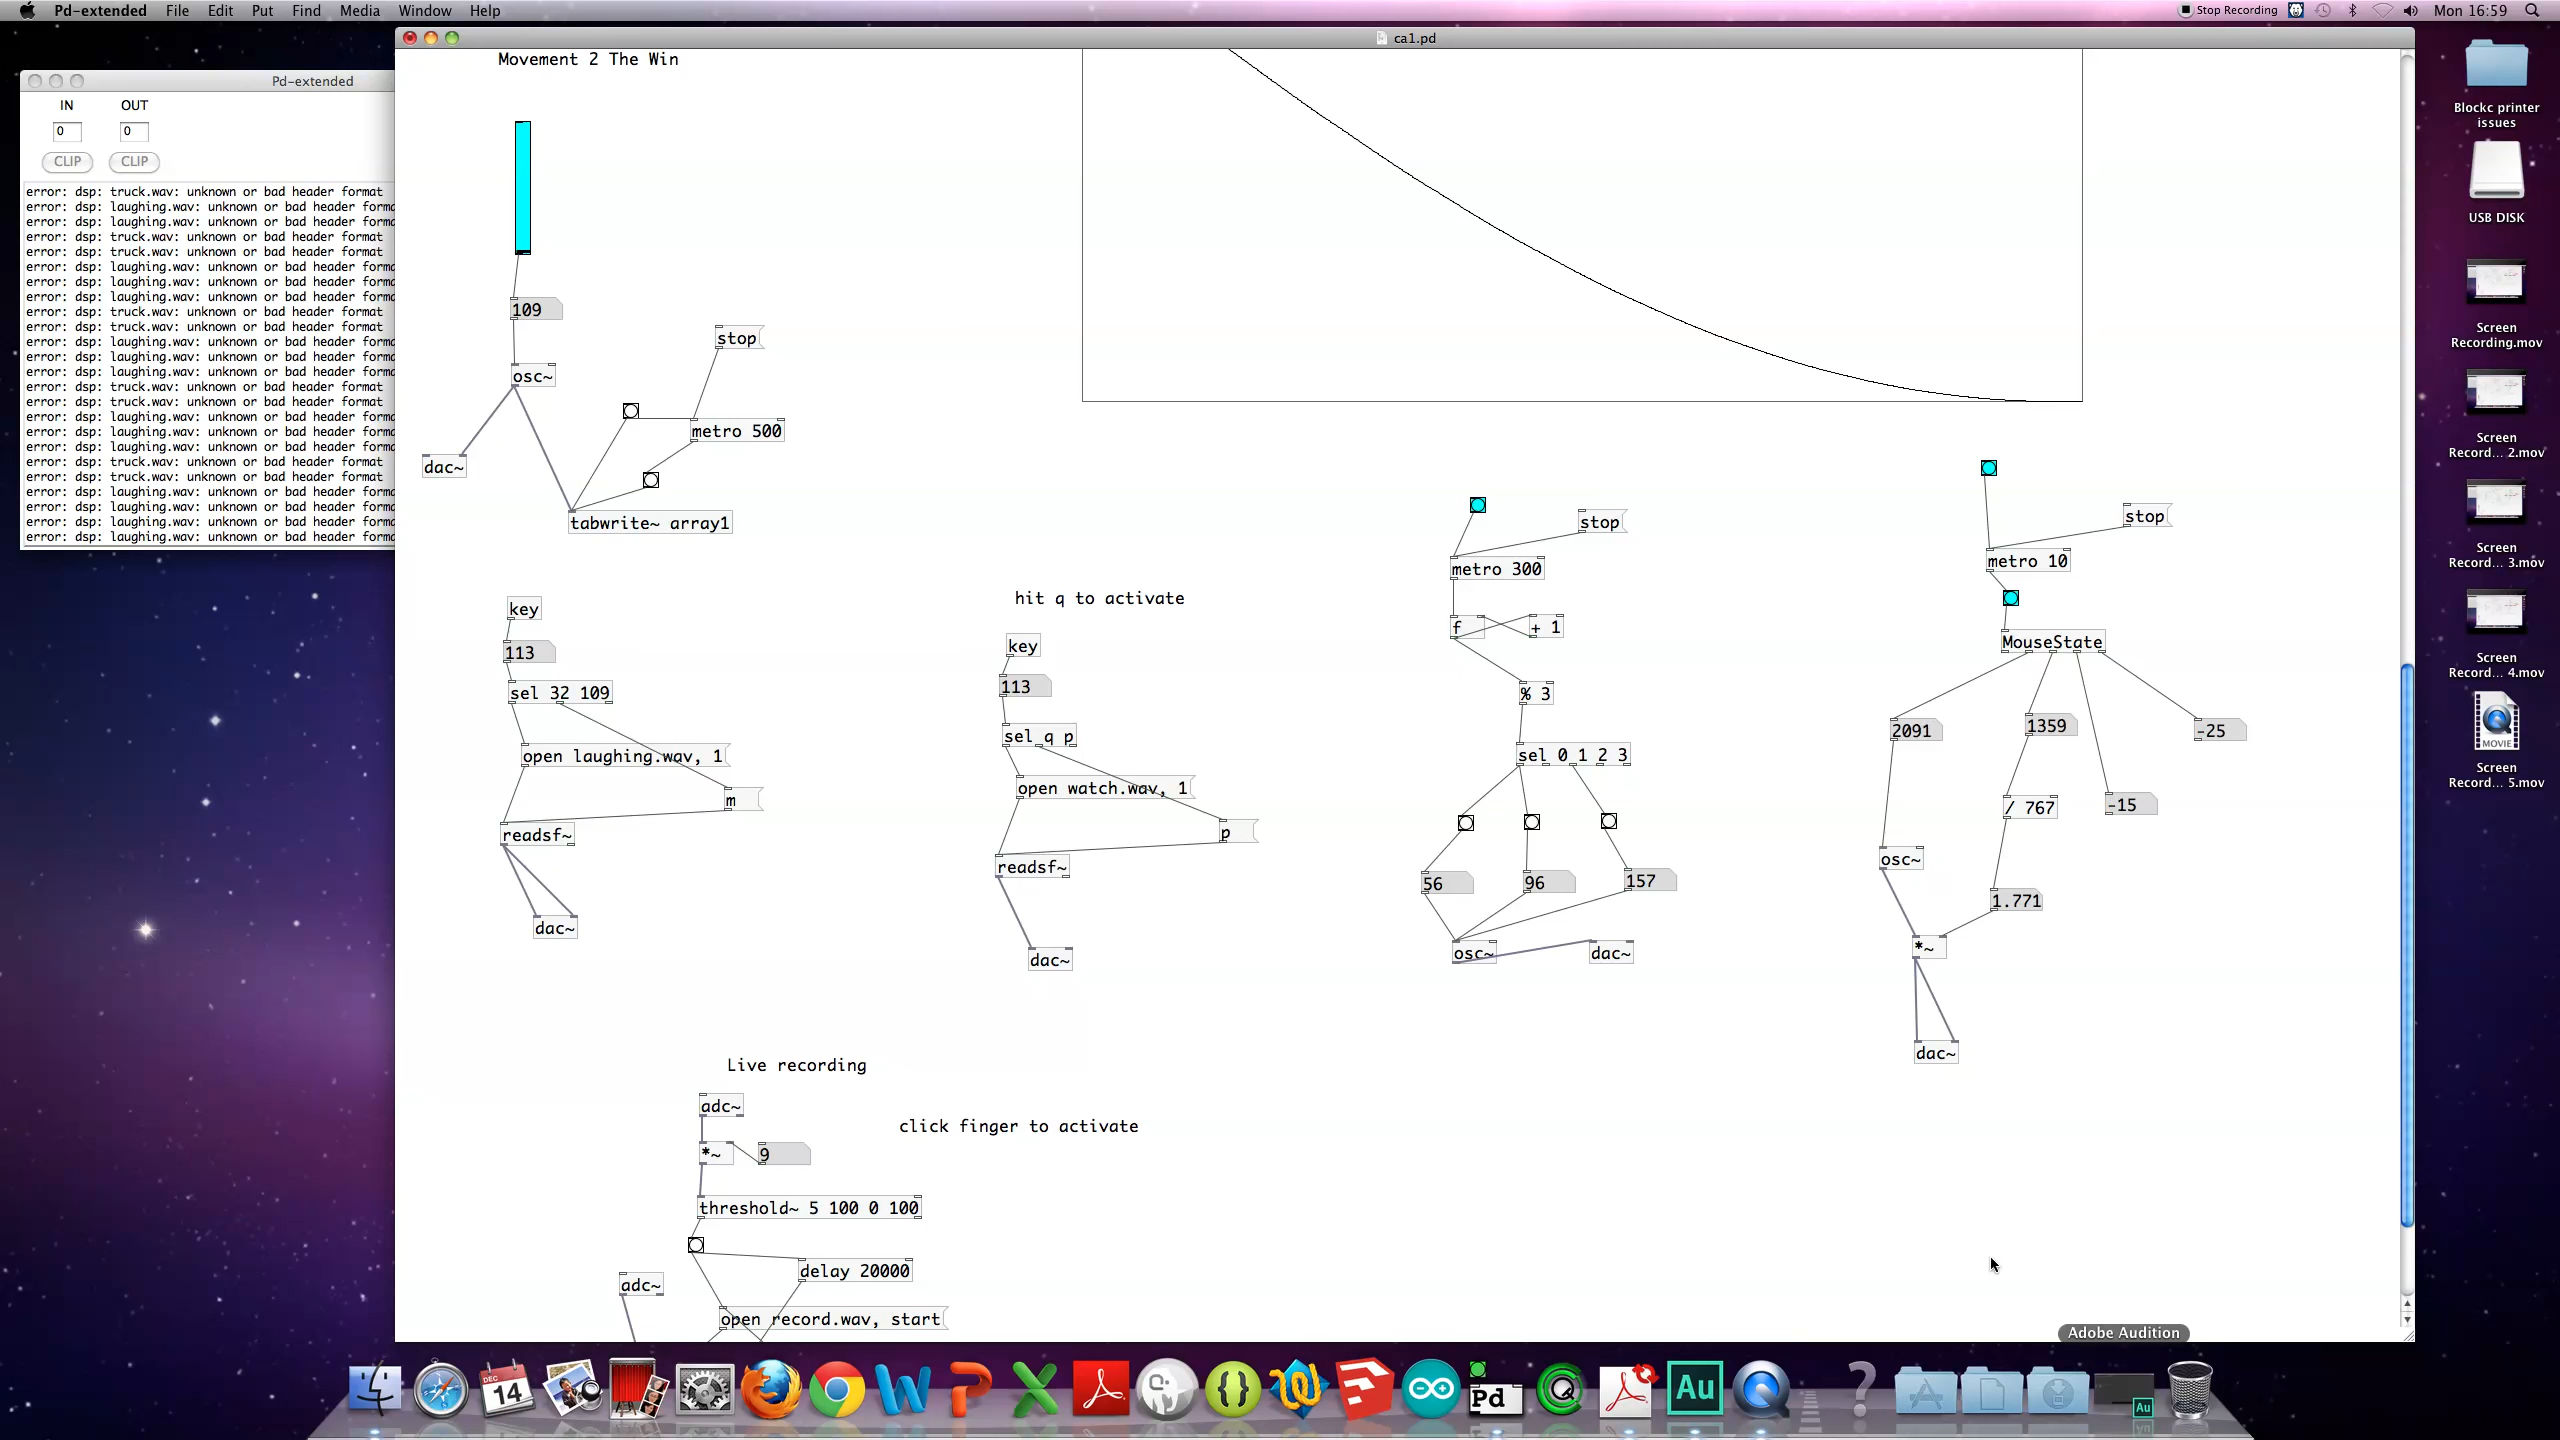 Pd-extended File Edit Put Find Media Window Help
Stop Recording Mon 16:59
ca1.pd
Pd-extended
IN OUT
0 0
CLIP CLIP
error: dsp: truck.wav: unknown or bad header format
error: dsp: laughing.wav: unknown or bad header forma
error: dsp: laughing.wav: unknown or bad header forma
error: dsp: truck.wav: unknown or bad header format
error: dsp: truck.wav: unknown or bad header format
error: dsp: laughing.wav: unknown or bad header forma
error: dsp: laughing.wav: unknown or bad header forma
error: dsp: laughing.wav: unknown or bad header forma
error: dsp: truck.wav: unknown or bad header format
error: dsp: truck.wav: unknown or bad header format
error: dsp: laughing.wav: unknown or bad header forma
error: dsp: laughing.wav: unknown or bad header forma
error: dsp: laughing.wav: unknown or bad header forma
error: dsp: truck.wav: unknown or bad header format
error: dsp: truck.wav: unknown or bad header format
error: dsp: laughing.wav: unknown or bad header forma
error: dsp: laughing.wav: unknown or bad header forma
error: dsp: laughing.wav: unknown or bad header forma
error: dsp: truck.wav: unknown or bad header format
error: dsp: truck.wav: unknown or bad header format
error: dsp: laughing.wav: unknown or bad header forma
error: dsp: laughing.wav: unknown or bad header forma
error: dsp: laughing.wav: unknown or bad header forma
error: dsp: laughing.wav: unknown or bad header forma
Movement 2 The Win
109
stop
osc~
metro 500
dac~
tabwrite~ array1
key
113
sel 32 109
open laughing.wav, 1
m
readsf~
dac~
hit q to activate
key
113
sel q p
open watch.wav, 1
p
readsf~
dac~
stop
metro 300
f
+ 1
% 3
sel 0 1 2 3
56
96
157
osc~
dac~
stop
metro 10
MouseState
2091
1359
-25
/ 767
-15
osc~
1.771
*~
dac~
Live recording
adc~
click finger to activate
*~
9
threshold~ 5 100 0 100
delay 20000
adc~
open record.wav, start
Blockc printer
issues
USB DISK
Screen
Recording.mov
Screen
Record... 2.mov
Screen
Record... 3.mov
Screen
Record... 4.mov
MOVIE
Screen
Record... 5.mov
Adobe Audition
DEC
14
Pd
Au
Au